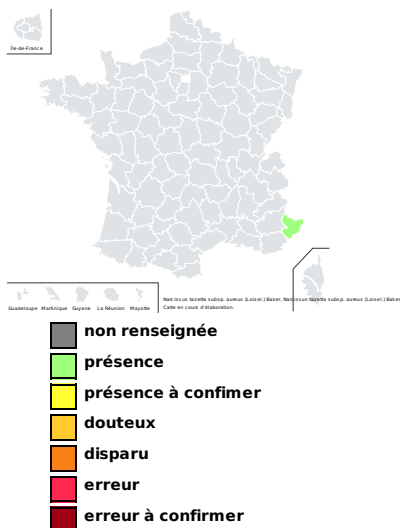 Île-de-France
Guadeloupe Martinique Guyane La Réunion Mayotte
Narcissus tazetta subsp. aureus (Loisel.) Baker, Narcissus tazetta subsp. aureus (Loisel.) Baker
Carte en cours d'élaboration.
non renseignée
présence
présence à confimer
douteux
disparu
erreur
erreur à confirmer